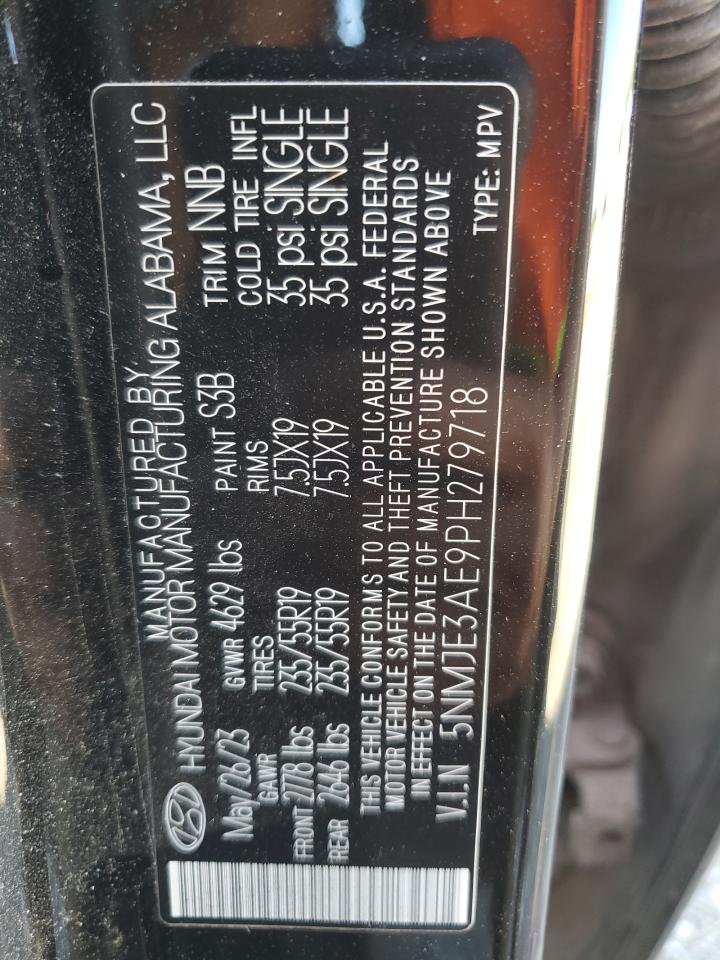 MANUFACTURED BY
HYUNDAI MOTOR MANUFACTURING ALABAMA, LLC
May/26/23 GVWR 4629 lbs PAINT S3B TRIM NNB
GAWR TIRES RIMS COLD TIRE INFL
FRONT 2778 lbs 235/55R19 7.5JX19 35 psi SINGLE
REAR 2646 lbs 235/55R19 7.5JX19 35 psi SINGLE
THIS VEHICLE CONFORMS TO ALL APPLICABLE U.S.A. FEDERAL
MOTOR VEHICLE SAFETY AND THEFT PREVENTION STANDARDS
IN EFFECT ON THE DATE OF MANUFACTURE SHOWN ABOVE
V.I.N 5NMJE3AE9PH279718
TYPE: MPV